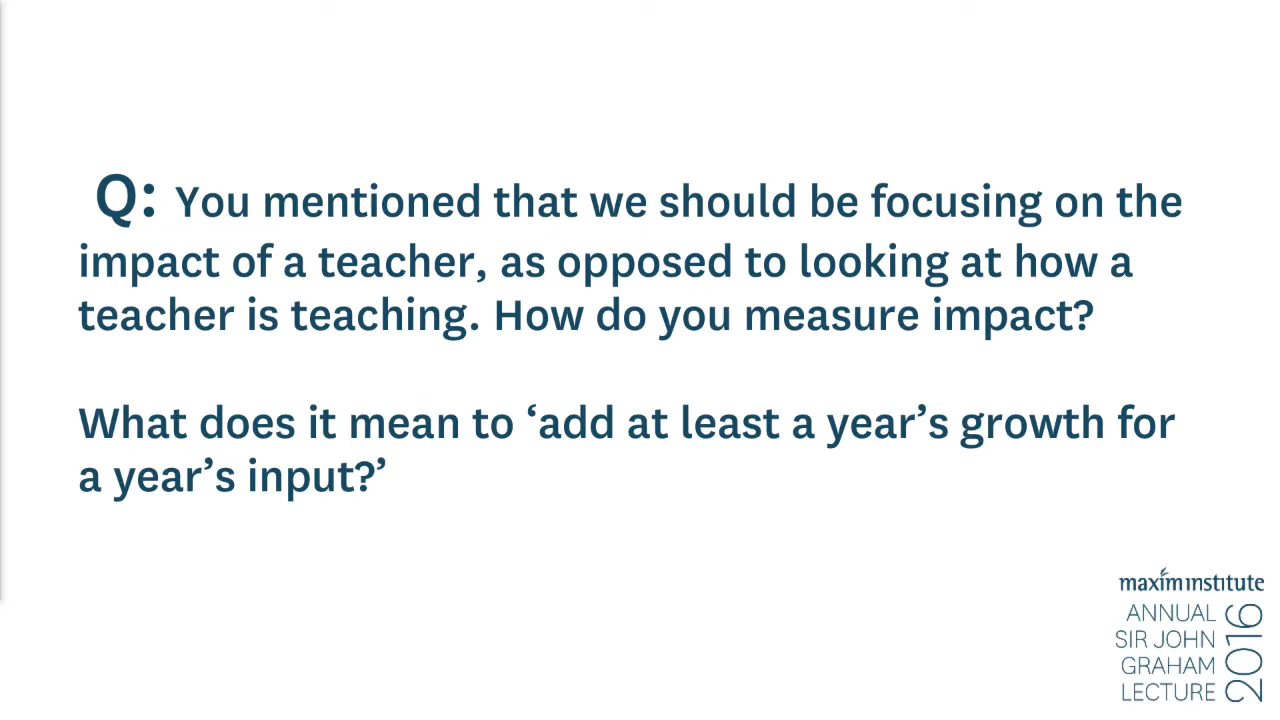 Q: You mentioned that we should be focusing on the
impact of a teacher, as opposed to looking at how a
teacher is teaching. How do you measure impact?
What does it mean to ‘add at least a year’s growth for
a year’s input?’
maxim institute
ANNUAL
SIR JOHN
GRAHAM
LECTURE
2016